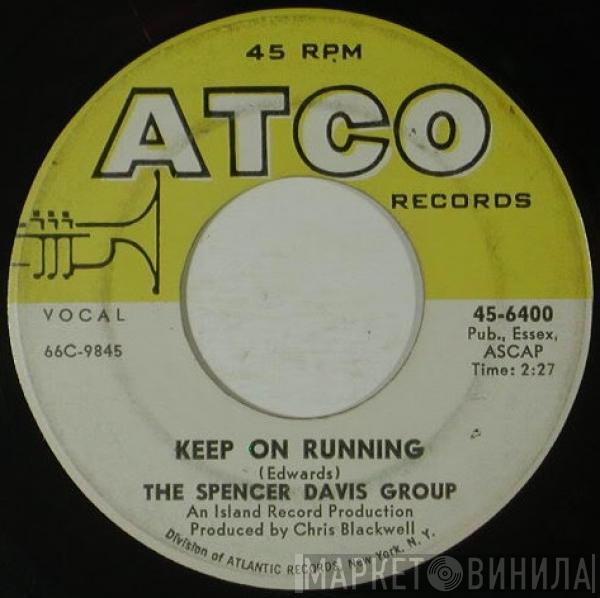 45 RPM
ATCO
RECORDS
VOCAL
66C-9845
45-6400
Pub., Essex,
ASCAP
Time: 2:27
KEEP ON RUNNING
(Edwards)
THE SPENCER DAVIS GROUP
An Island Record Production
Produced by Chris Blackwell
Division of ATLANTIC RECORDS, New York, N. Y.
МАРКЕТ ВИНИЛА